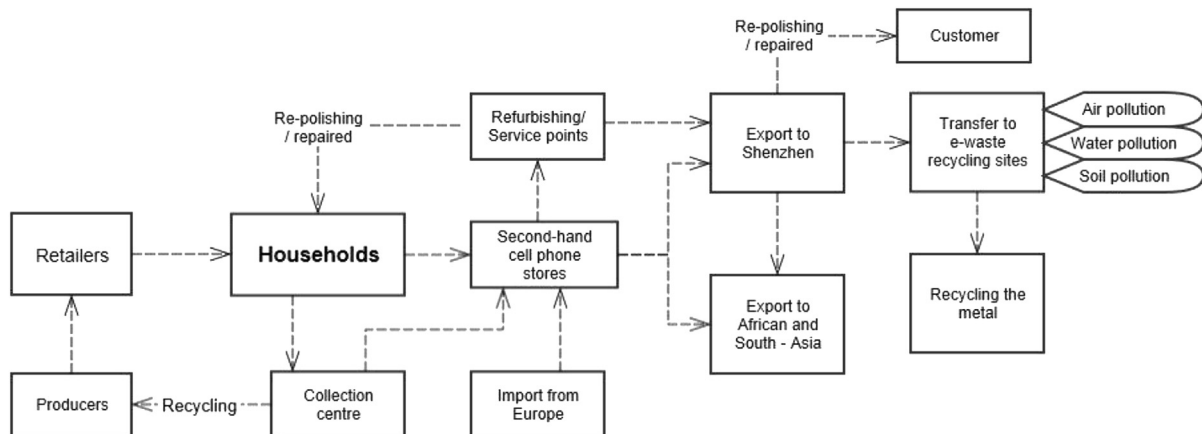 Re-polishing
/ repaired
Customer
Re-polishing
/ repaired
Refurbishing/
Service points
Export to
Shenzhen
Transfer to
e-waste
recycling sites
Air pollution
Water pollution
Soil pollution
Retailers
Households
Second-hand
cell phone
stores
Export to
African and
South - Asia
Recycling the
metal
Producers
Recycling
Collection
centre
Import from
Europe